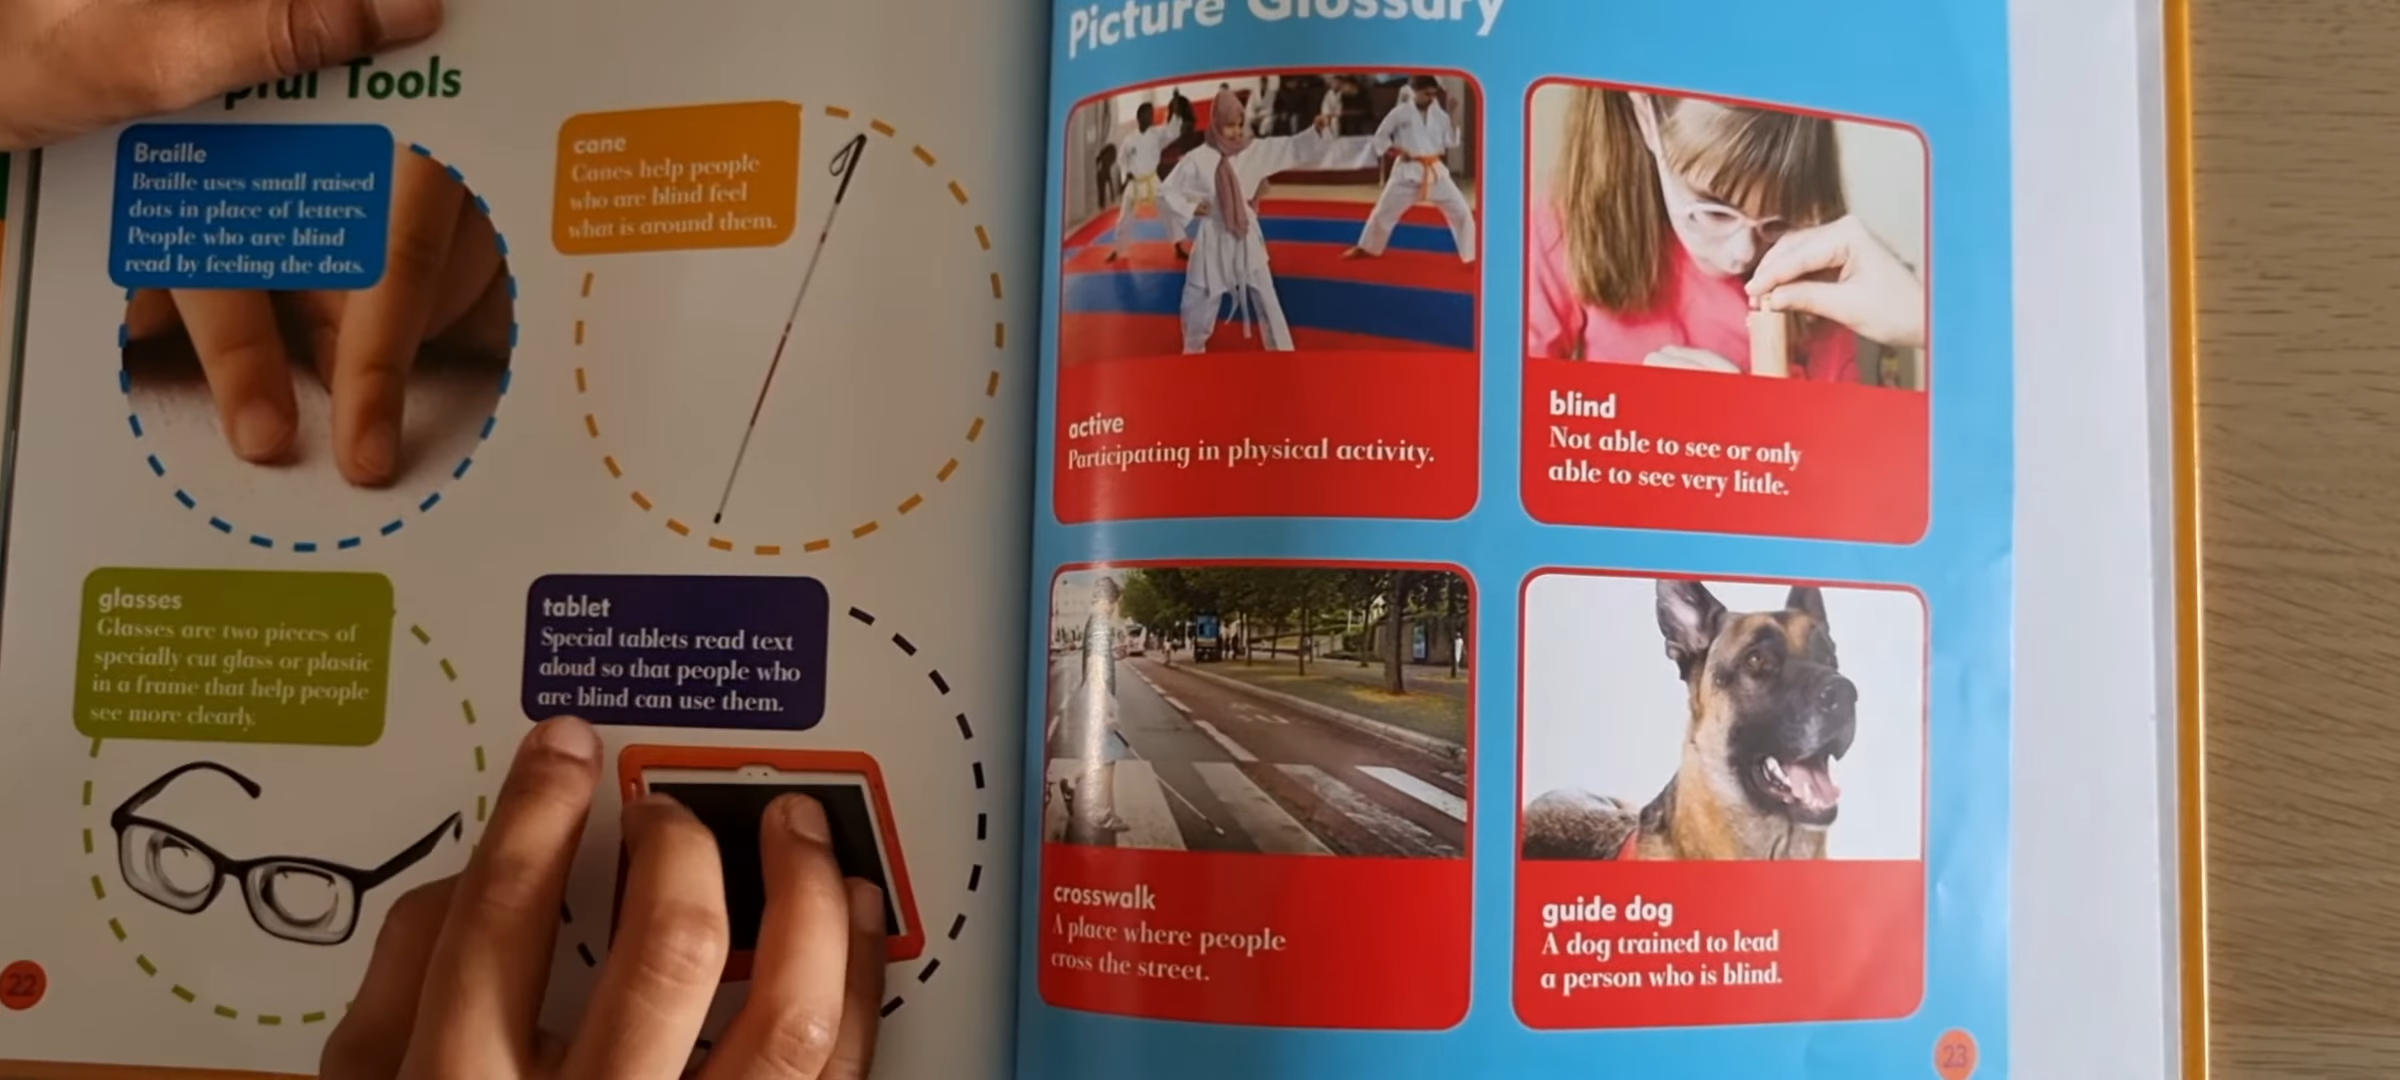 Tools
Braille
Braille uses small raised
dots in place of letters.
People who are blind
read by feeling the dots.
cane
Canes help people
who are blind feel
what is around them.
glasses
Glasses are two pieces of
specially cut glass or plastic
in a frame that help people
see more clearly.
tablet
Special tablets read text
aloud so that people who
are blind can use them.
22
Picture Glossary
active
Participating in physical activity.
blind
Not able to see or only
able to see very little.
crosswalk
A place where people
cross the street.
guide dog
A dog trained to lead
a person who is blind.
23